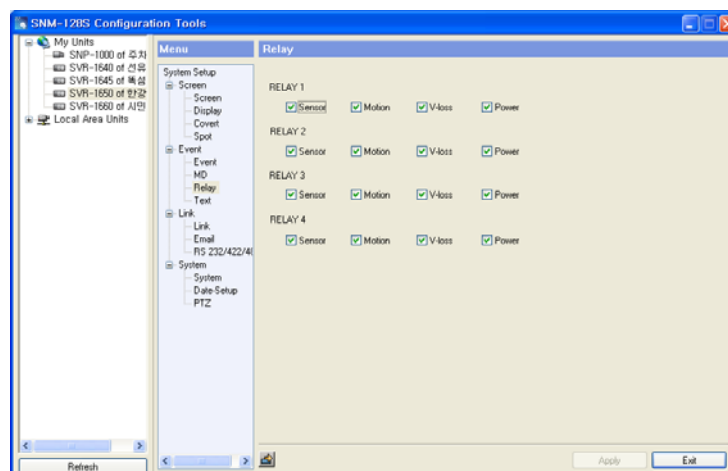 SNM-128S Configuration Tools
My Units
SNP-1000 of 주차
SVR-1640 of 선유
SVR-1645 of 뚝섬
SVR-1650 of 한강
SVR-1660 of 시민
Local Area Units
Refresh
Menu
System Setup
Screen
Screen
Display
Covert
Spot
Event
Event
MD
Relay
Text
Link
Link
Email
RS 232/422/4
System
System
Date-Setup
PTZ
Relay
RELAY 1
Sensor Motion V-loss Power
RELAY 2
Sensor Motion V-loss Power
RELAY 3
Sensor Motion V-loss Power
RELAY 4
Sensor Motion V-loss Power
Apply Exit